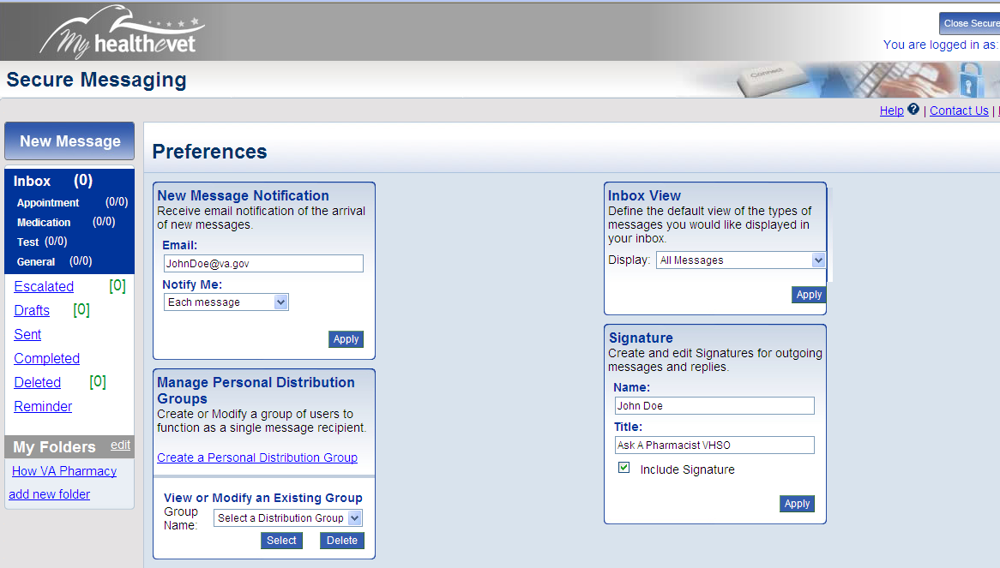 My healthevet
Close Secure
You are logged in as:
Secure Messaging
Connect
Help ? | Contact Us |
New Message
Inbox (0)
Appointment (0/0)
Medication (0/0)
Test (0/0)
General (0/0)
Escalated [0]
Drafts [0]
Sent
Completed
Deleted [0]
Reminder
My Folders edit
How VA Pharmacy
add new folder
Preferences
New Message Notification
Receive email notification of the arrival
of new messages.
Email:
JohnDoe@va.gov
Notify Me:
Each message
Apply
Manage Personal Distribution
Groups
Create or Modify a group of users to
function as a single message recipient.
Create a Personal Distribution Group
View or Modify an Existing Group
Group
Name: Select a Distribution Group
Select Delete
Inbox View
Define the default view of the types of
messages you would like displayed in
your inbox.
Display: All Messages
Apply
Signature
Create and edit Signatures for outgoing
messages and replies.
Name:
John Doe
Title:
Ask A Pharmacist VHSO
Include Signature
Apply